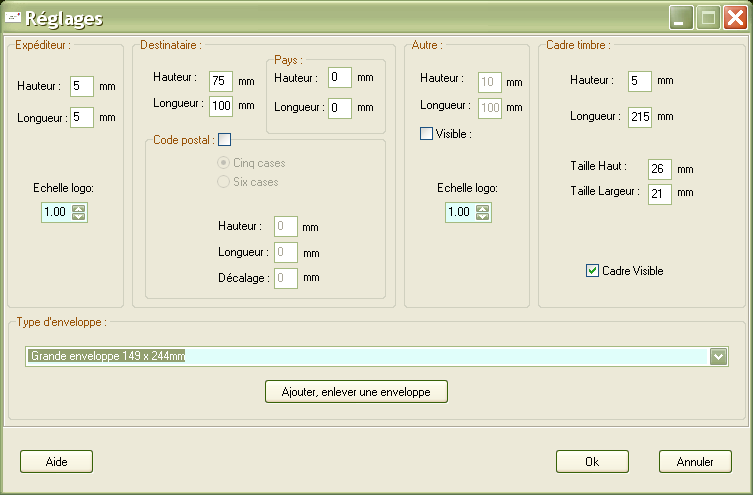 Réglages
Expéditeur :
Hauteur : 5 mm
Longueur : 5 mm
Echelle logo:
1.00
Destinataire :
Hauteur : 75 mm
Longueur : 100 mm
Pays :
Hauteur : 0 mm
Longueur : 0 mm
Code postal :
Cinq cases
Six cases
Hauteur : 0 mm
Longueur : 0 mm
Décalage : 0 mm
Autre :
Hauteur : 10 mm
Longueur : 100 mm
Visible :
Echelle logo:
1.00
Cadre timbre :
Hauteur : 5 mm
Longueur : 215 mm
Taille Haut : 26 mm
Taille Largeur : 21 mm
Cadre Visible
Type d'enveloppe :
Grande enveloppe 149 x 244mm
Ajouter, enlever une enveloppe
Aide
Ok
Annuler